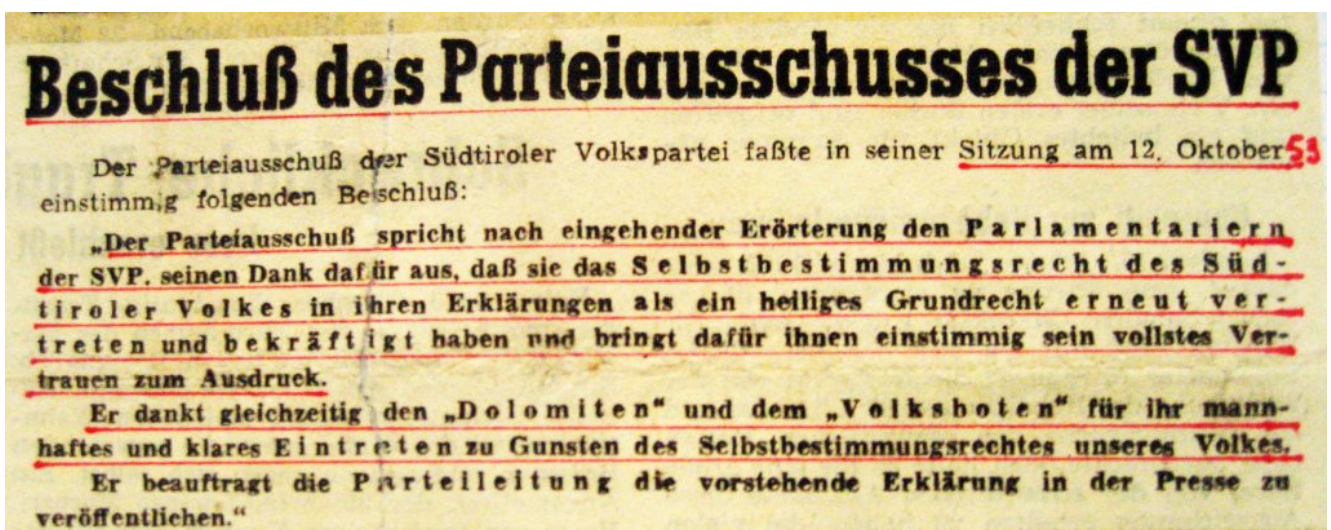 Beschluß des Parteiausschusses der SVP
Der Parteiausschuß der Südtiroler Volkspartei faßte in seiner Sitzung am 12. Oktober 53
einstimmig folgenden Beschluß:
„Der Parteiausschuß spricht nach eingehender Erörterung den Parlamentariern
der SVP. seinen Dank dafür aus, daß sie das Selbstbestimmungsrecht des Süd-
tiroler Volkes in ihren Erklärungen als ein heiliges Grundrecht erneut ver-
treten und bekräftigt haben und bringt dafür ihnen einstimmig sein vollstes Ver-
trauen zum Ausdruck.
Er dankt gleichzeitig den „Dolomiten" und dem „Volksboten" für ihr mann-
haftes und klares Eintreten zu Gunsten des Selbstbestimmungsrechtes unseres Volkes.
Er beauftragt die Parteileitung die vorstehende Erklärung in der Presse zu
veröffentlichen."